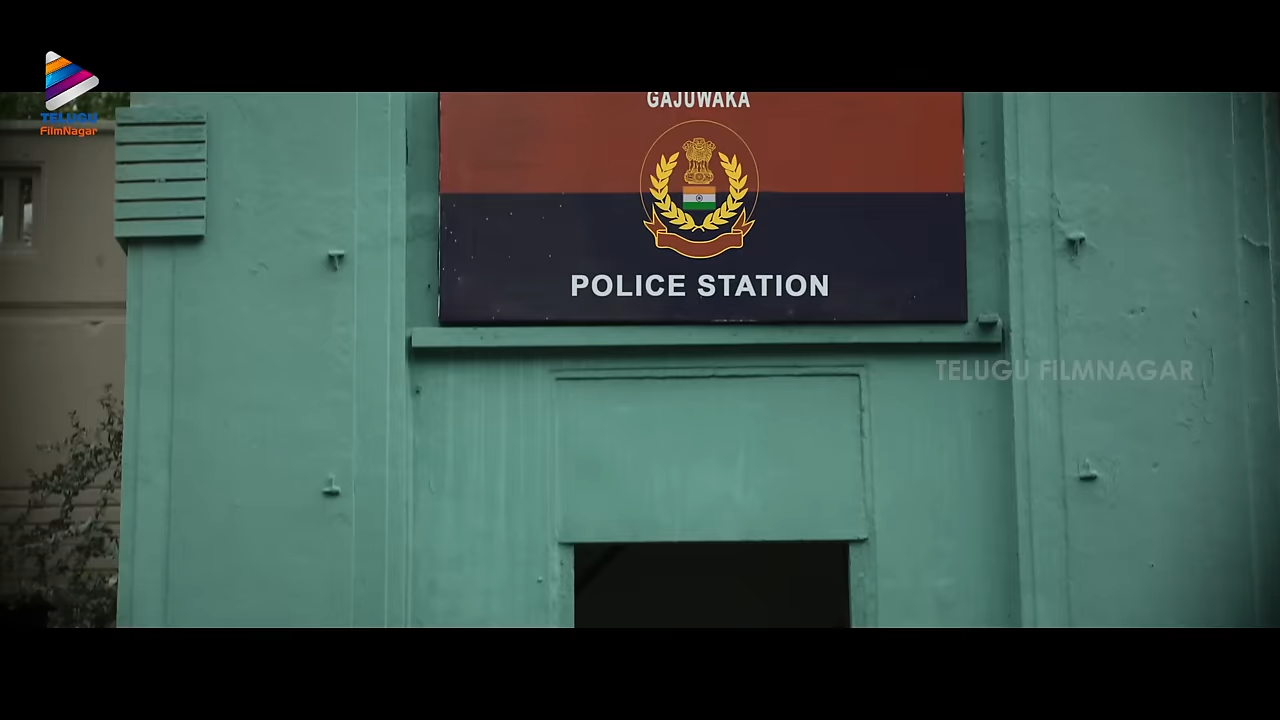 TELUGU
FilmNagar
GAJUWAKA
POLICE STATION
TELUGU FILMNAGAR